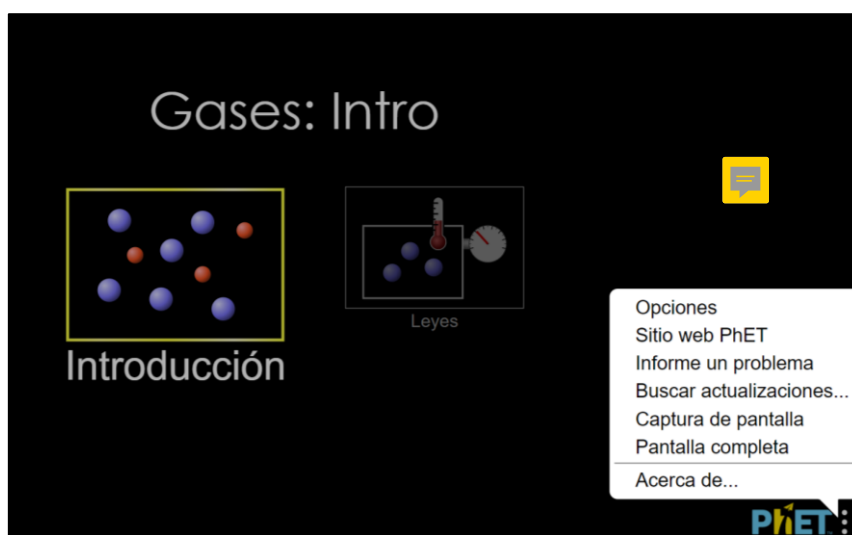 Gases: Intro
Introducción
Leyes
Opciones
Sitio web PhET
Informe un problema
Buscar actualizaciones...
Captura de pantalla
Pantalla completa
Acerca de...
PhET